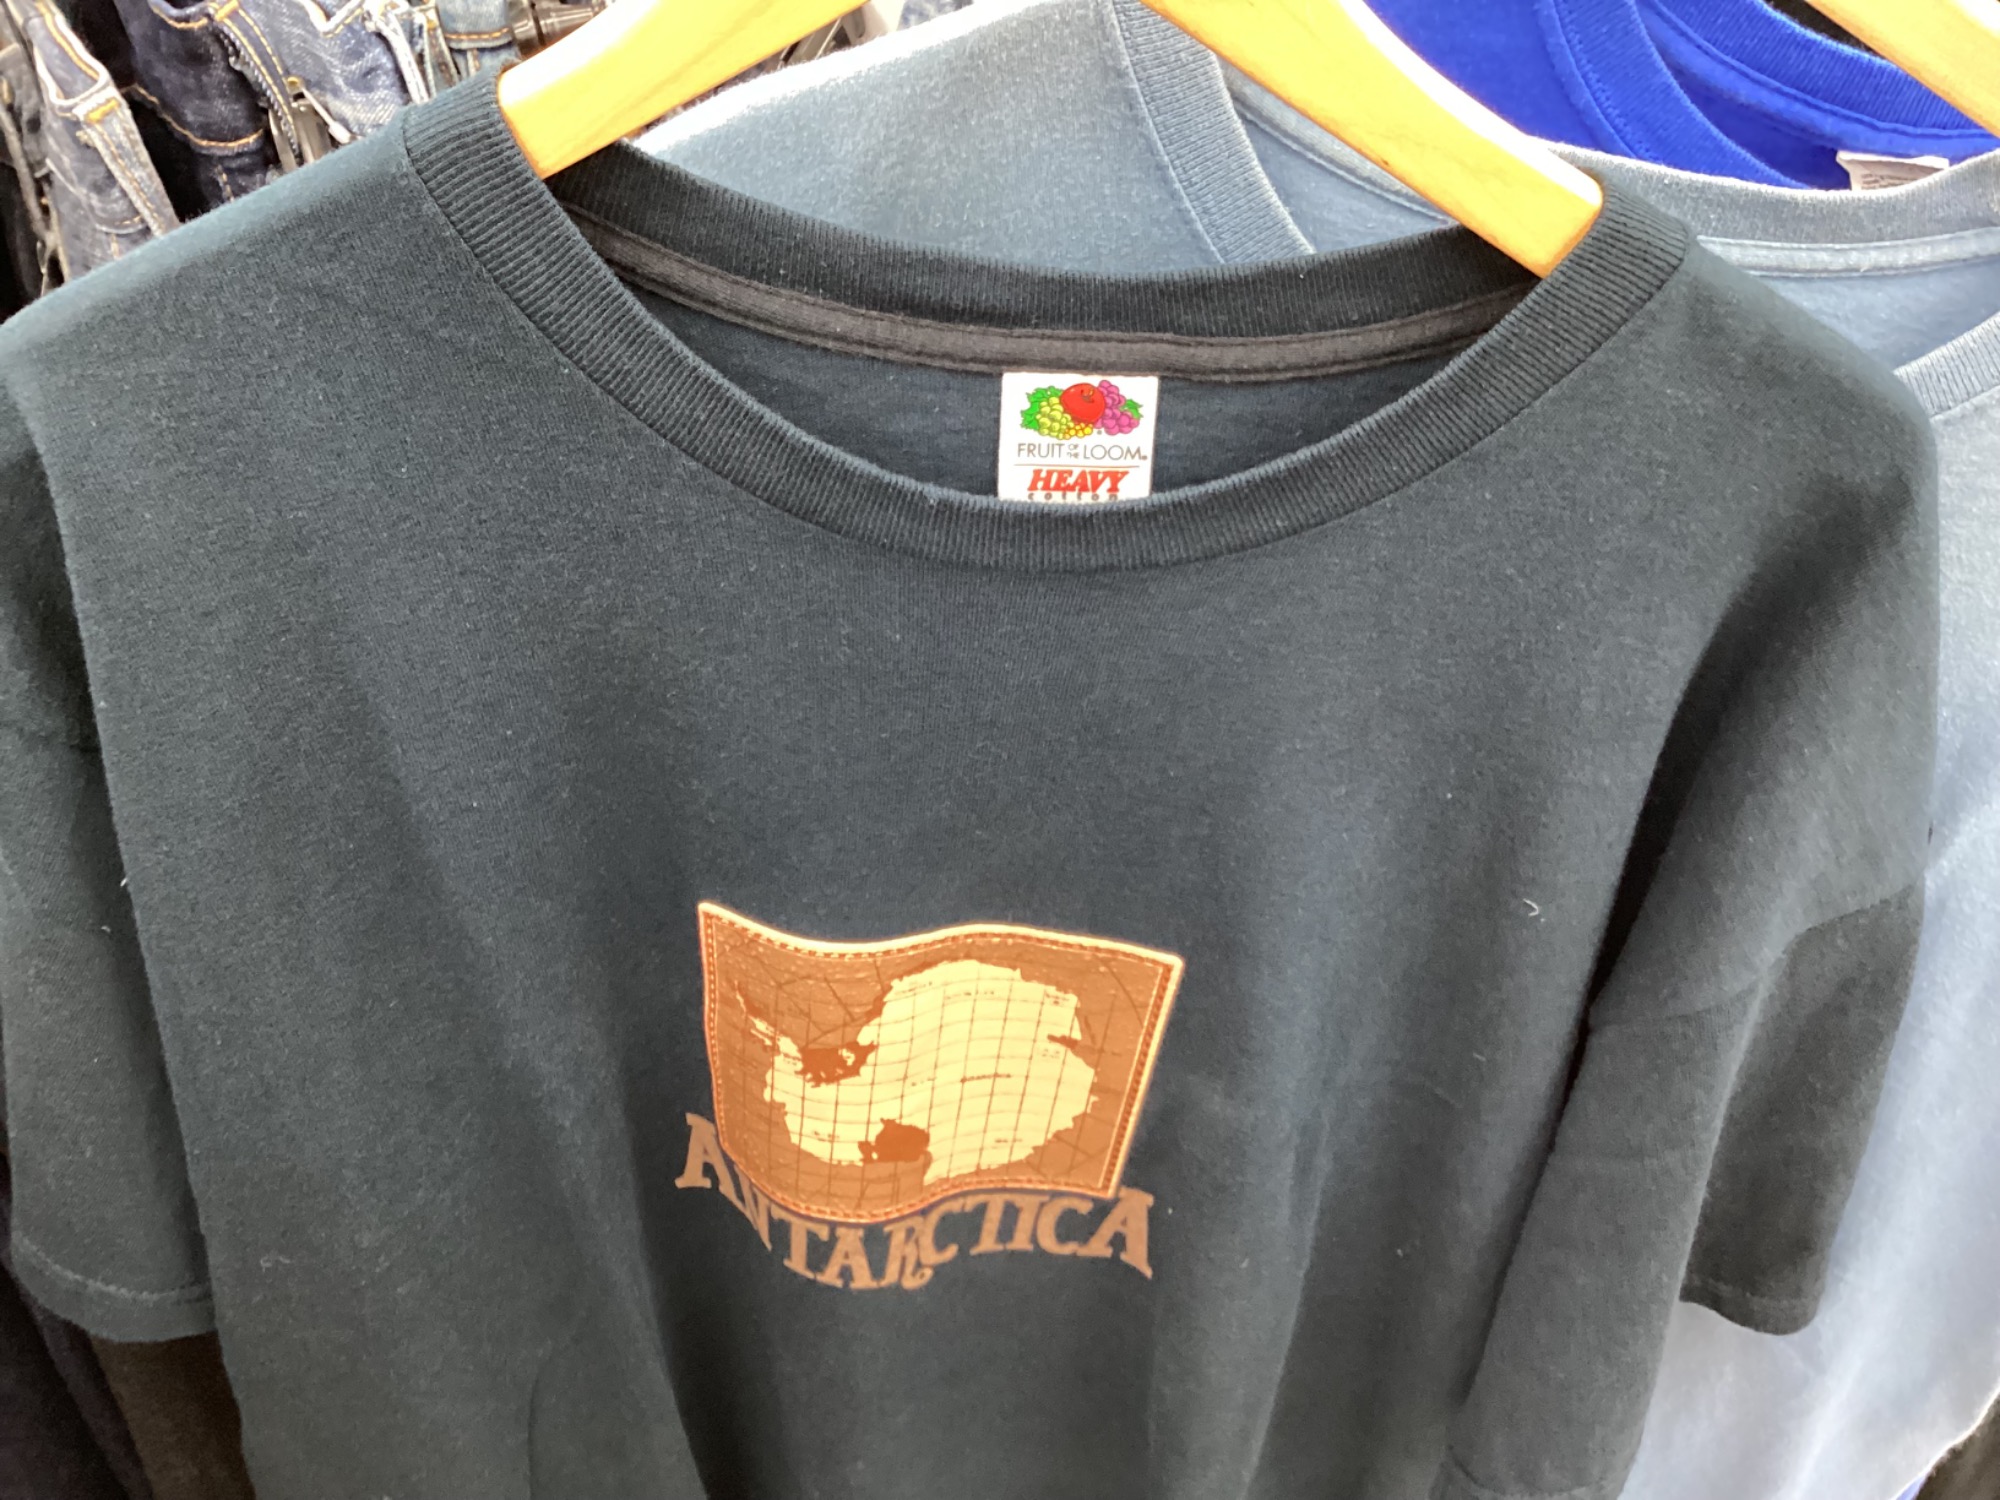 FRUIT OF THE LOOM®
HEAVY
cotton
ANTARCTICA